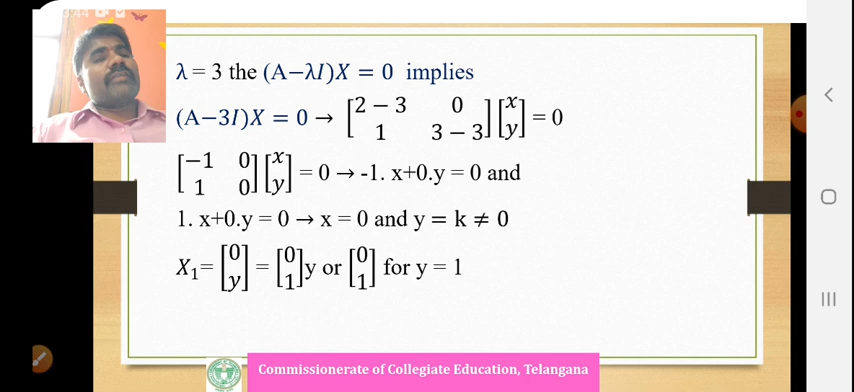 3:44
λ = 3 the (A−λI)X = 0 implies
(A−3I)X = 0 → [2 − 3 0; 1 3 − 3][x; y] = 0
[−1 0; 1 0][x; y] = 0 → -1. x+0.y = 0 and
1. x+0.y = 0 → x = 0 and y = k ≠ 0
X₁= [0; y] = [0; 1]y or [0; 1] for y = 1
Commissionerate of Collegiate Education, Telangana